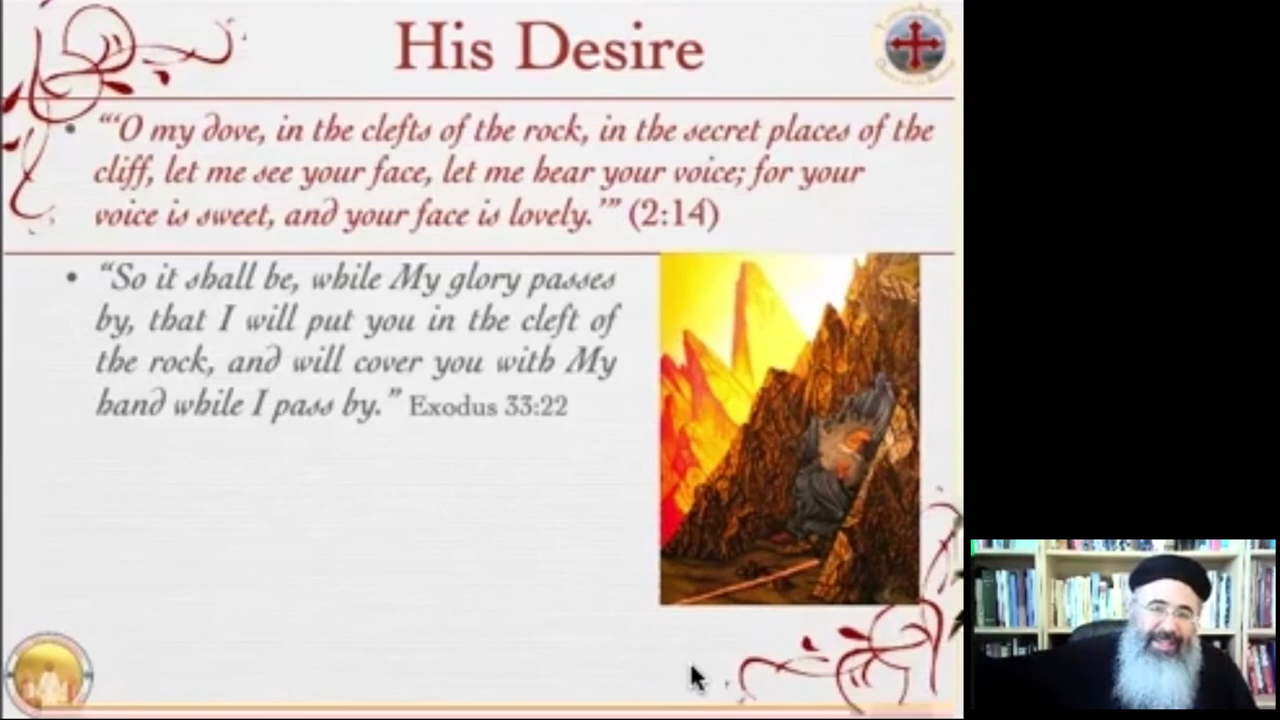 His Desire
• “‘O my dove, in the clefts of the rock, in the secret places of the
cliff, let me see your face, let me hear your voice; for your
voice is sweet, and your face is lovely.’” (2:14)
• “So it shall be, while My glory passes
by, that I will put you in the cleft of
the rock, and will cover you with My
hand while I pass by.” Exodus 33:22